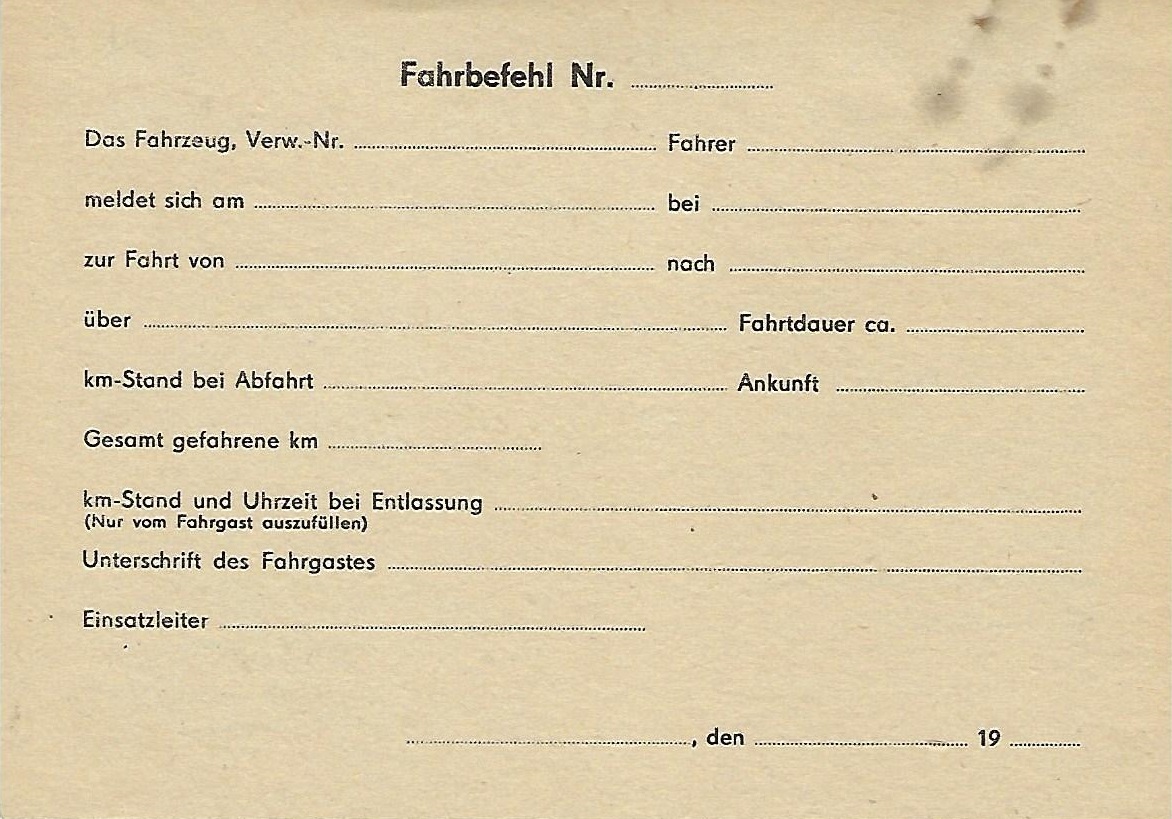 Fahrbefehl Nr. ....................
Das Fahrzeug, Verw.-Nr. .................... Fahrer ....................
meldet sich am .................... bei ....................
zur Fahrt von .................... nach ....................
über .................... Fahrtdauer ca. ....................
km-Stand bei Abfahrt .................... Ankunft ....................
Gesamt gefahrene km ....................
km-Stand und Uhrzeit bei Entlassung ....................
(Nur vom Fahrgast auszufüllen)
Unterschrift des Fahrgastes ....................
Einsatzleiter ....................
...................., den .................... 19 ..........